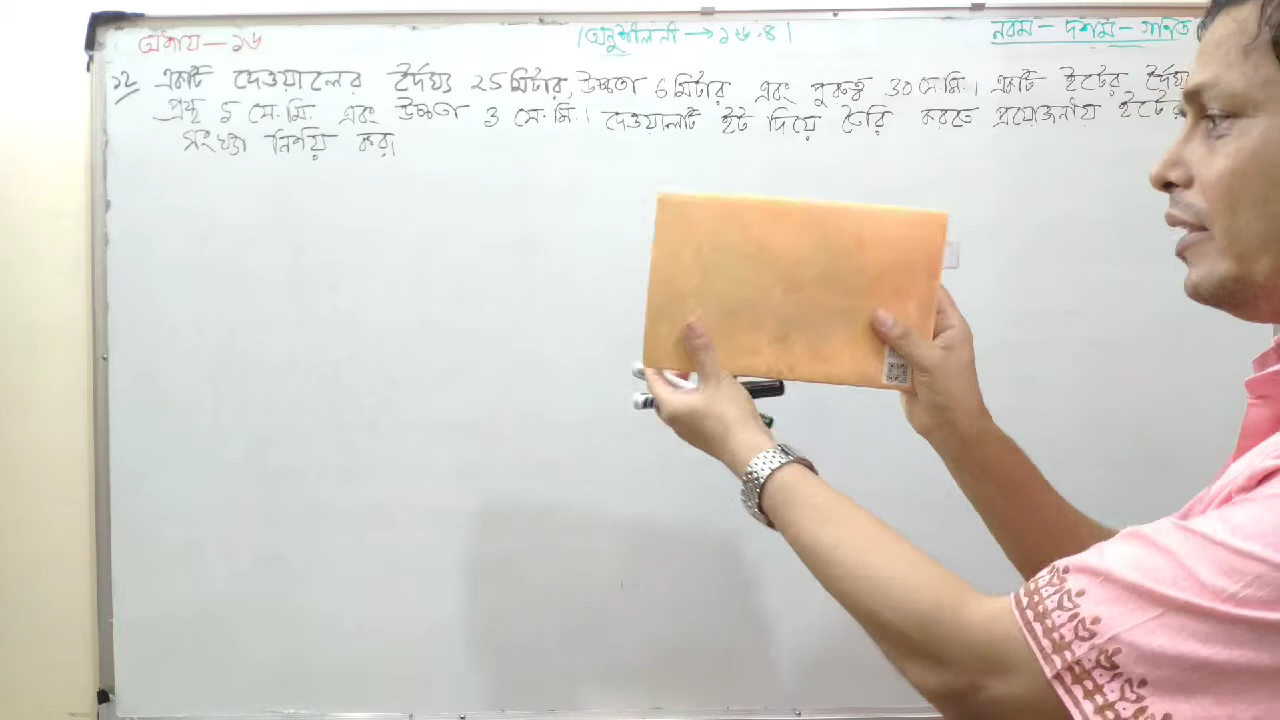 অধ্যায় — ১৬
|অনুশীলনী → ১৬.৪|
নবম — দশম — গণিত
১২ একটি দেওয়ালের দৈর্ঘ্য 25 মিটার, উচ্চতা 6 মিটার এবং পুরুত্ব 30 সে.মি.। একটি ইটের দৈর্ঘ্য
প্রস্থ 5 সে.মি. এবং উচ্চতা 3 সে.মি.। দেওয়ালটি ইট দিয়ে তৈরি করতে প্রয়োজনীয় ইটের
সংখ্যা নির্ণয় কর।